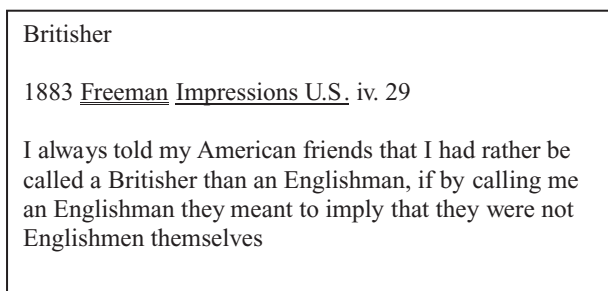 Britisher
1883 Freeman Impressions U.S. iv. 29
I always told my American friends that I had rather be
called a Britisher than an Englishman, if by calling me
an Englishman they meant to imply that they were not
Englishmen themselves